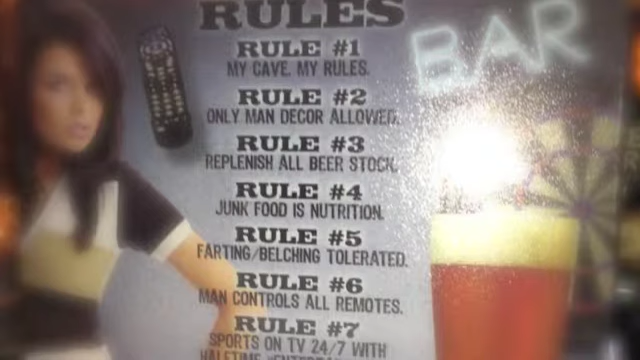 RULES
BAR
RULE #1
MY CAVE. MY RULES.
RULE #2
ONLY MAN DECOR ALLOWED.
RULE #3
REPLENISH ALL BEER STOCK.
RULE #4
JUNK FOOD IS NUTRITION.
RULE #5
FARTING/BELCHING TOLERATED.
RULE #6
MAN CONTROLS ALL REMOTES.
RULE #7
SPORTS ON TV 24/7 WITH
HALFTIME